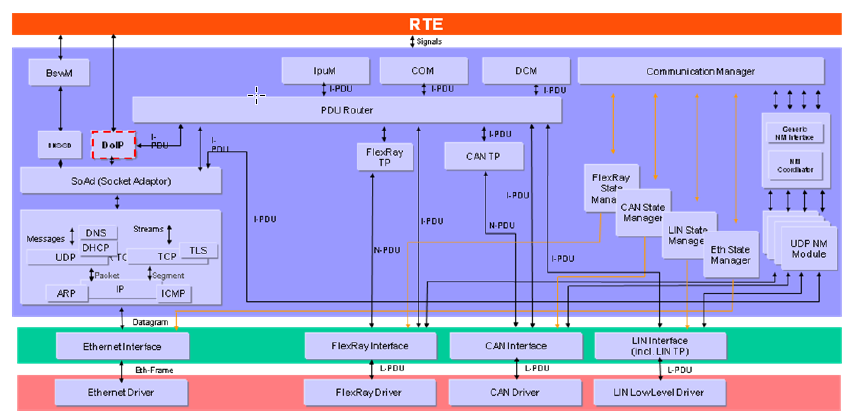 RTE
Signals
BswM
IpuM
COM
DCM
Communication Manager
I-PDU
I-PDU
I-PDU
PDU Router
Generic
NM Interface
NM
Coordinator
DoIP
I-
PDU
I-
PDU
I-PDU
I-PDU
FlexRay
TP
CAN TP
SoAd (Socket Adaptor)
FlexRay
State
Manager
CAN State
Manager
LIN State
Manager
Eth State
Manager
UDP NM
Module
I-PDU
I-PDU
I-PDU
I-PDU
N-PDU
N-PDU
Messages
DNS
DHCP
Streams
TLS
UDP
TCP
Packet
Segment
ARP
IP
ICMP
Datagram
Ethernet Interface
FlexRay Interface
CAN Interface
LIN Interface
(incl. LIN TP)
Eth-Frame
L-PDU
L-PDU
L-PDU
Ethernet Driver
FlexRay Driver
CAN Driver
LIN LowLevel Driver